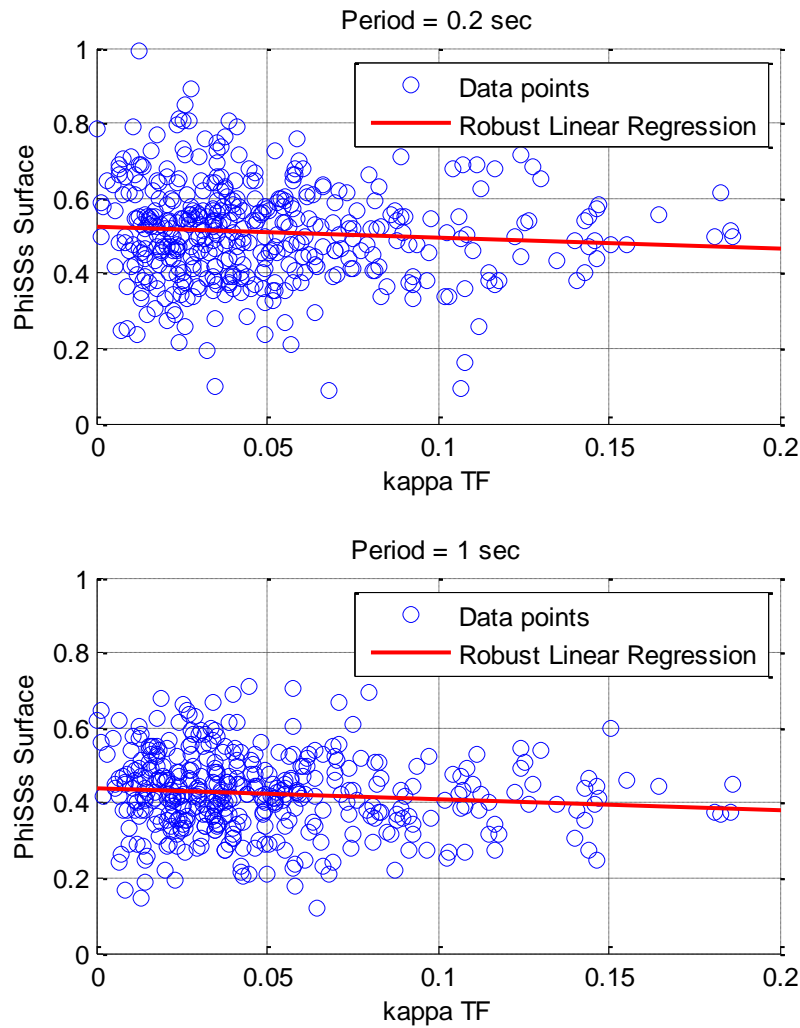 Period = 0.2 sec
1
0.8
0.6
0.4
0.2
0
PhiSSs Surface
Data points
Robust Linear Regression
0
0.05
0.1
0.15
0.2
kappa TF
Period = 1 sec
1
0.8
0.6
0.4
0.2
0
PhiSSs Surface
Data points
Robust Linear Regression
0
0.05
0.1
0.15
0.2
kappa TF